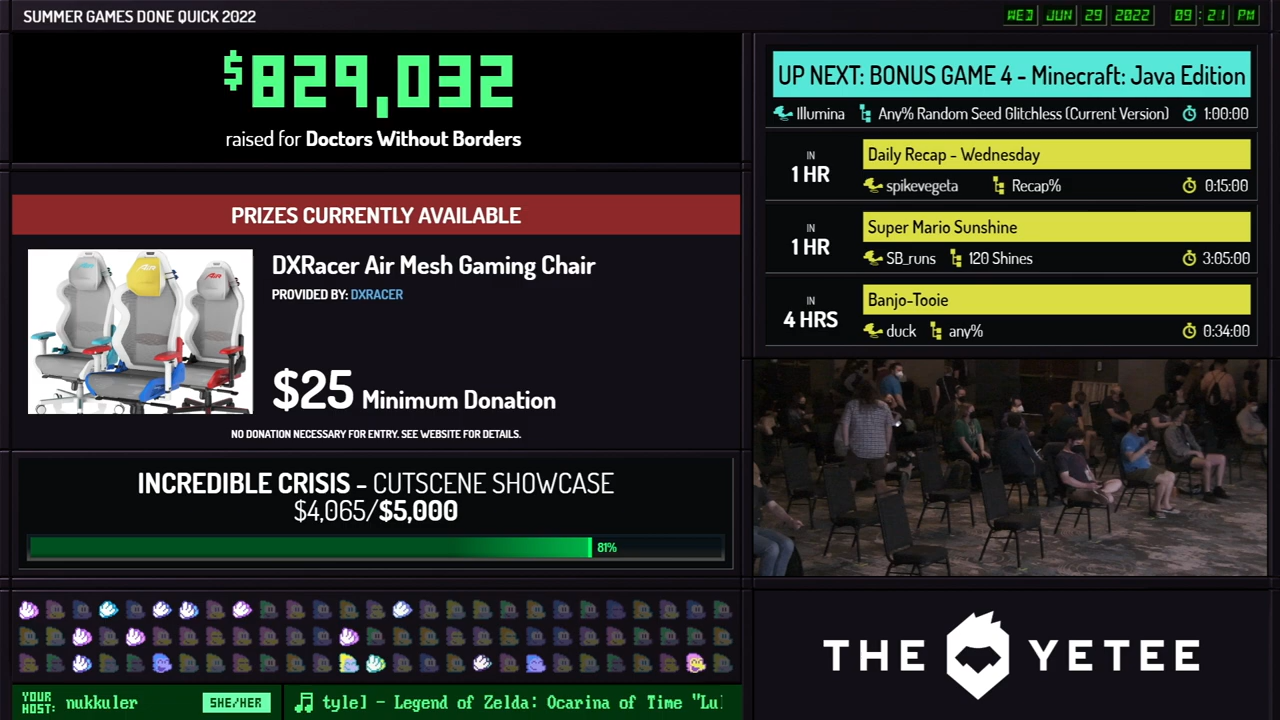 SUMMER GAMES DONE QUICK 2022
WED JUN 29 2022 09:21 PM
$829,032
raised for Doctors Without Borders
PRIZES CURRENTLY AVAILABLE
DXRacer Air Mesh Gaming Chair
PROVIDED BY: DXRACER
$25 Minimum Donation
NO DONATION NECESSARY FOR ENTRY. SEE WEBSITE FOR DETAILS.
INCREDIBLE CRISIS - CUTSCENE SHOWCASE
$4,065/$5,000
81%
YOUR HOST: nukkuler SHE/HER
tyle] - Legend of Zelda: Ocarina of Time "Lul
UP NEXT: BONUS GAME 4 - Minecraft: Java Edition
Illumina Any% Random Seed Glitchless (Current Version) 1:00:00
IN 1 HR
Daily Recap - Wednesday
spikevegeta Recap% 0:15:00
IN 1 HR
Super Mario Sunshine
SB_runs 120 Shines 3:05:00
IN 4 HRS
Banjo-Tooie
duck any% 0:34:00
THE YETEE